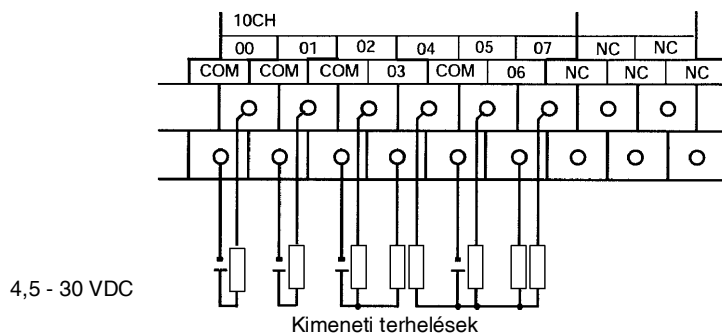 10CH
00 01 02 04 05 07 NC NC
COM COM COM 03 COM 06 NC NC NC
4,5 - 30 VDC
Kimeneti terhelések